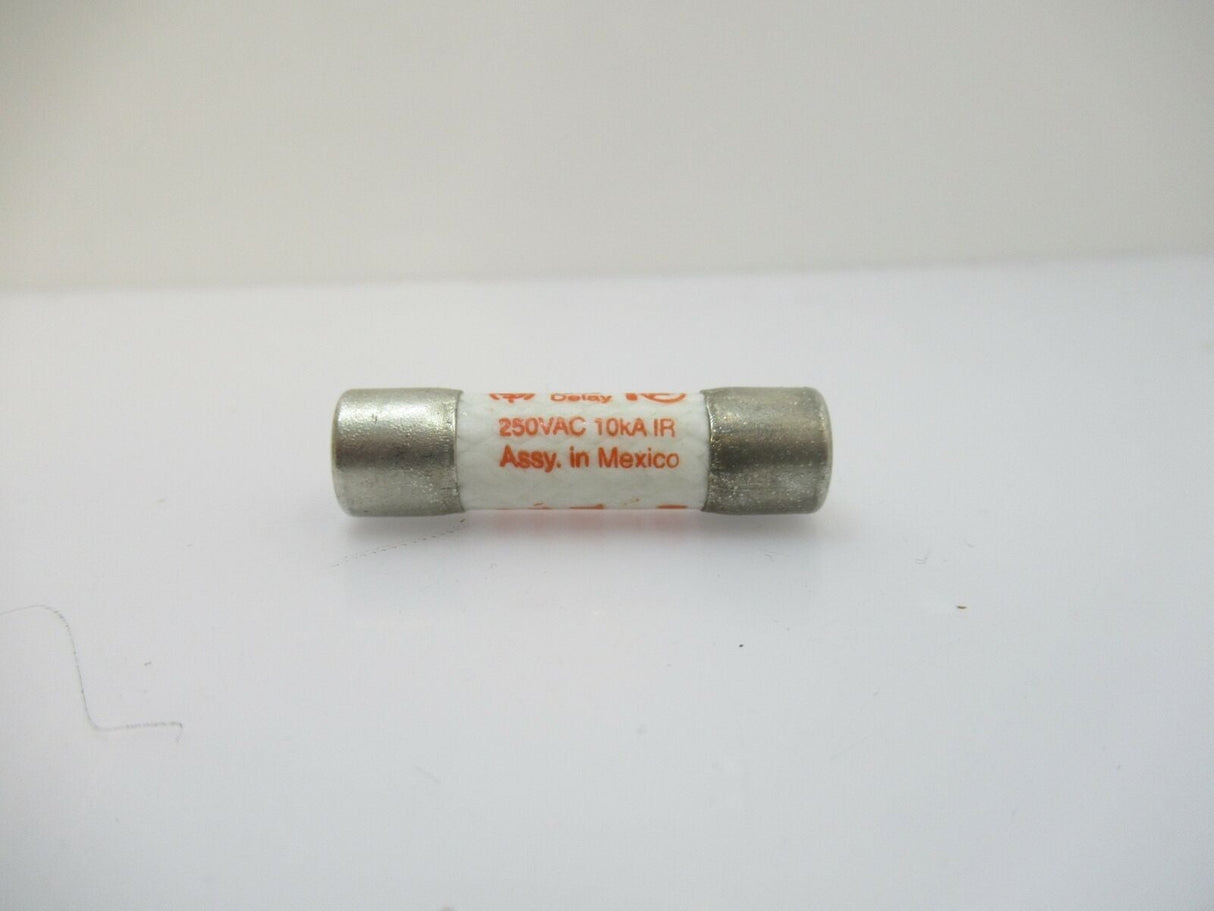 Delay
250VAC 10kA IR
Assy. in Mexico